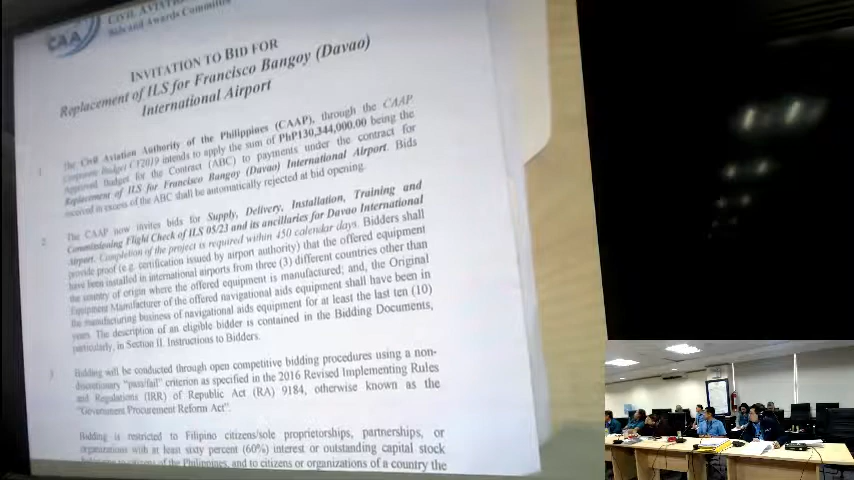 CAA
CIVIL AVIATION
Bids and Awards Committee
INVITATION TO BID FOR
Replacement of ILS for Francisco Bangoy (Davao)
International Airport
1 The Civil Aviation Authority of the Philippines (CAAP), through the CAAP
Corporate Budget CY2019 intends to apply the sum of PhP130,344,000.00 being the
Approved Budget for the Contract (ABC) to payments under the contract for
Replacement of ILS for Francisco Bangoy (Davao) International Airport. Bids
received in excess of the ABC shall be automatically rejected at bid opening.
2 The CAAP now invites bids for Supply, Delivery, Installation, Training and
Commissioning Flight Check of ILS 05/23 and its ancillaries for Davao International
Airport. Completion of the project is required within 450 calendar days. Bidders shall
provide proof (e.g. certification issued by airport authority) that the offered equipment
have been installed in international airports from three (3) different countries other than
the country of origin where the offered equipment is manufactured; and, the Original
Equipment Manufacturer of the offered navigational aids equipment shall have been in
the manufacturing business of navigational aids equipment for at least the last ten (10)
years. The description of an eligible bidder is contained in the Bidding Documents,
particularly, in Section II. Instructions to Bidders.
3 Bidding will be conducted through open competitive bidding procedures using a non-
discretionary "pass/fail" criterion as specified in the 2016 Revised Implementing Rules
and Regulations (IRR) of Republic Act (RA) 9184, otherwise known as the
"Government Procurement Reform Act".
Bidding is restricted to Filipino citizens/sole proprietorships, partnerships, or
organizations with at least sixty percent (60%) interest or outstanding capital stock
belonging to citizens of the Philippines, and to citizens or organizations of a country the